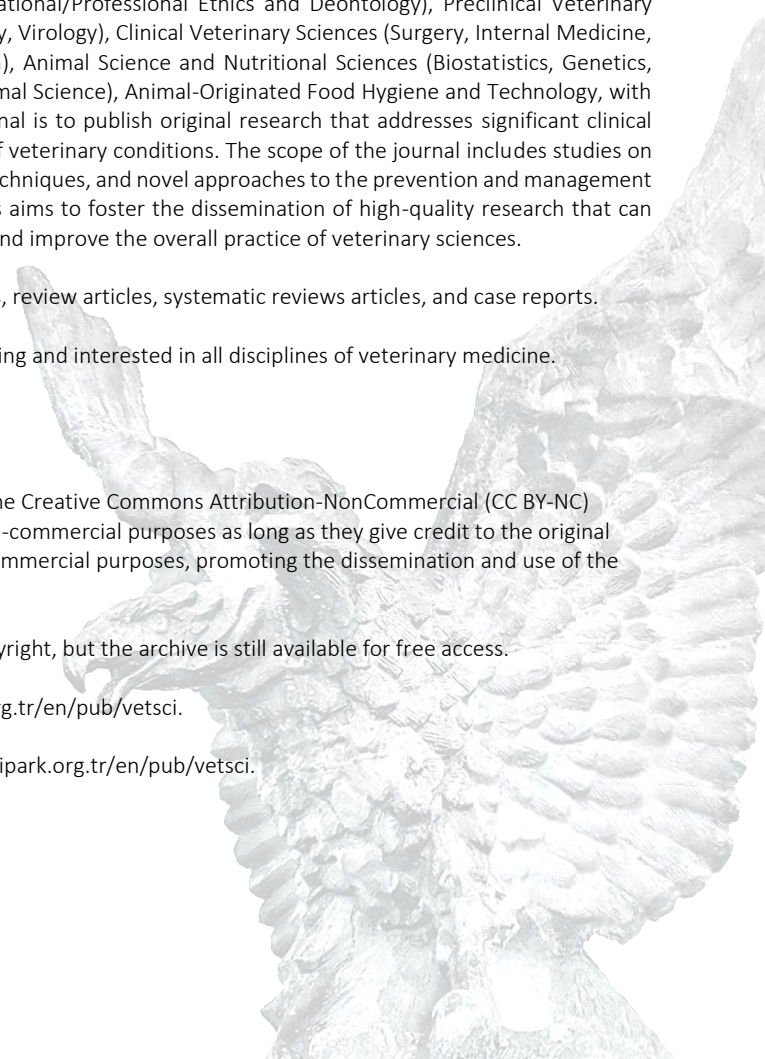 ational/Professional Ethics and Deontology), Preclinical Veterinary
y, Virology), Clinical Veterinary Sciences (Surgery, Internal Medicine,
), Animal Science and Nutritional Sciences (Biostatistics, Genetics,
mal Science), Animal-Originated Food Hygiene and Technology, with
nal is to publish original research that addresses significant clinical
f veterinary conditions. The scope of the journal includes studies on
chniques, and novel approaches to the prevention and management
s aims to foster the dissemination of high-quality research that can
nd improve the overall practice of veterinary sciences.
, review articles, systematic reviews articles, and case reports.
ing and interested in all disciplines of veterinary medicine.
he Creative Commons Attribution-NonCommercial (CC BY-NC)
-commercial purposes as long as they give credit to the original
ommercial purposes, promoting the dissemination and use of the
yright, but the archive is still available for free access.
rg.tr/en/pub/vetsci.
ipark.org.tr/en/pub/vetsci.